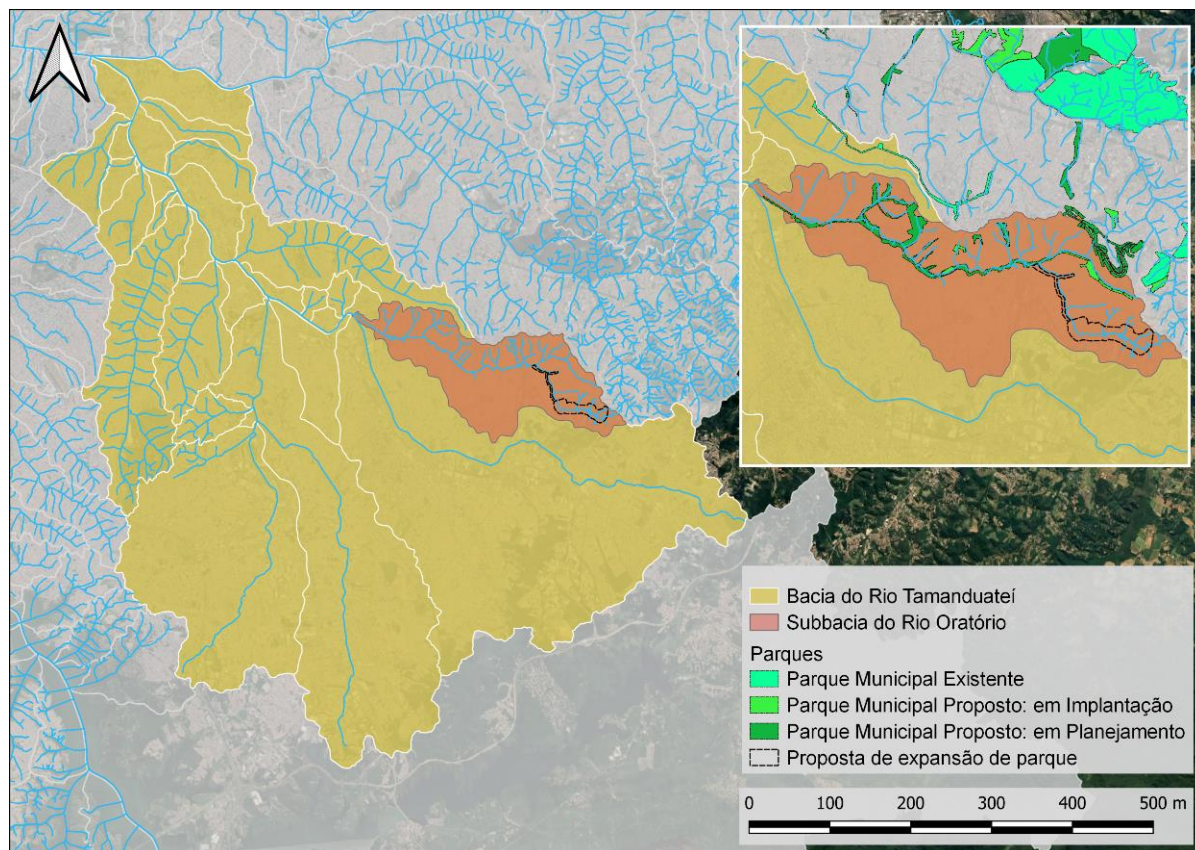 Bacia do Rio Tamanduateí
Subbacia do Rio Oratório
Parques
Parque Municipal Existente
Parque Municipal Proposto: em Implantação
Parque Municipal Proposto: em Planejamento
Proposta de expansão de parque
0 100 200 300 400 500 m